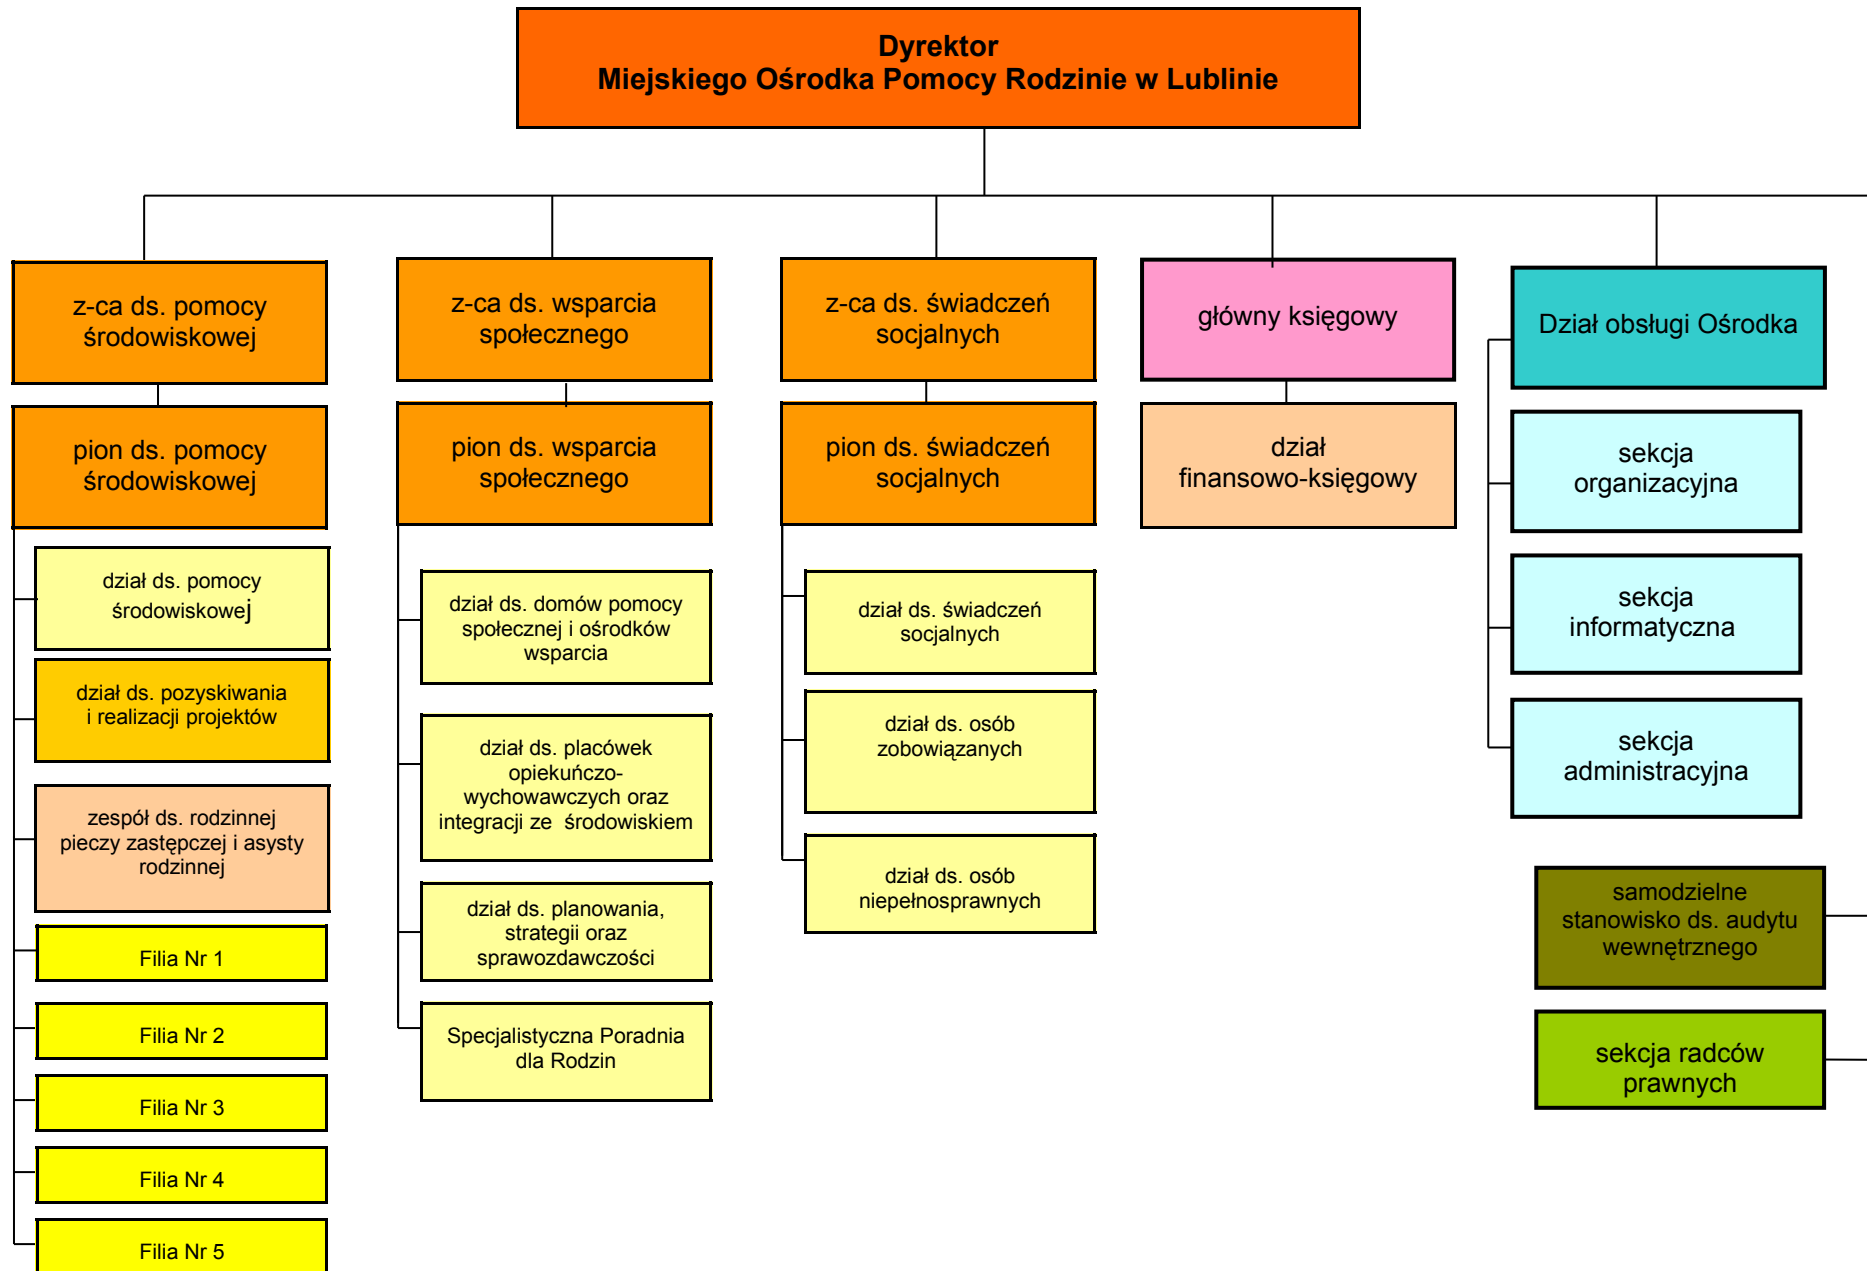 Dyrektor
Miejskiego Ośrodka Pomocy Rodzinie w Lublinie
z-ca ds. pomocy
środowiskowej
z-ca ds. wsparcia
społecznego
z-ca ds. świadczeń
socjalnych
główny księgowy
Dział obsługi Ośrodka
pion ds. pomocy
środowiskowej
pion ds. wsparcia
społecznego
pion ds. świadczeń
socjalnych
dział
finansowo-księgowy
sekcja
organizacyjna
sekcja
informatyczna
sekcja
administracyjna
dział ds. pomocy
środowiskowej
dział ds. pozyskiwania
i realizacji projektów
zespół ds. rodzinnej
pieczy zastępczej i asysty
rodzinnej
Filia Nr 1
Filia Nr 2
Filia Nr 3
Filia Nr 4
Filia Nr 5
dział ds. domów pomocy
społecznej i ośrodków
wsparcia
dział ds. placówek
opiekuńczo-
wychowawczych oraz
integracji ze środowiskiem
dział ds. planowania,
strategii oraz
sprawozdawczości
Specjalistyczna Poradnia
dla Rodzin
dział ds. świadczeń
socjalnych
dział ds. osób
zobowiązanych
dział ds. osób
niepełnosprawnych
samodzielne
stanowisko ds. audytu
wewnętrznego
sekcja radców
prawnych